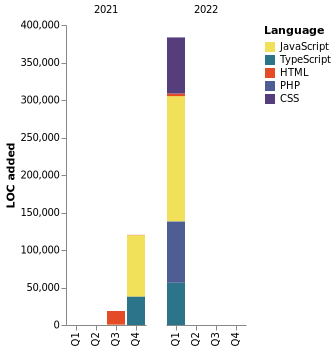 2021 2022
Language
JavaScript
TypeScript
HTML
PHP
CSS
LOC added
400,000
350,000
300,000
250,000
200,000
150,000
100,000
50,000
0
Q1 Q2 Q3 Q4 Q1 Q2 Q3 Q4